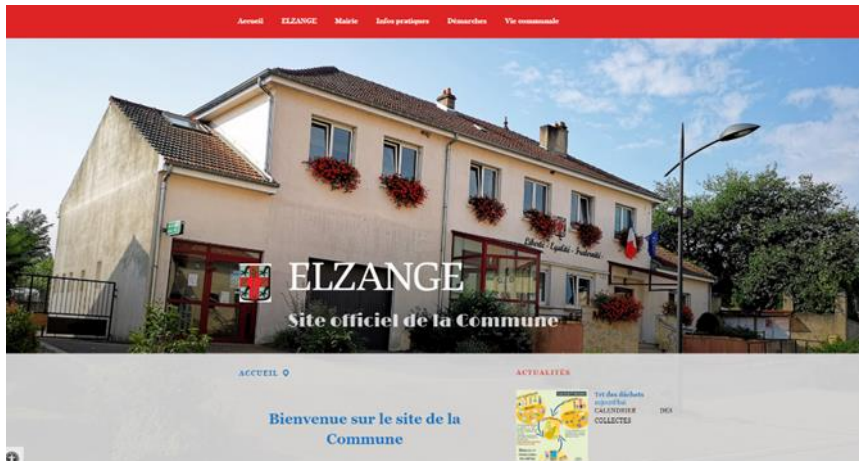 Accueil ELZANGE Mairie Infos pratiques Démarches Vie communale
Liberté - Egalité - Fraternité
ELZANGE
Site officiel de la Commune
ACCUEIL
ACTUALITÉS
Bienvenue sur le site de la
Commune
Tri des déchets
aujourd'hui
CALENDRIER DES
COLLECTES